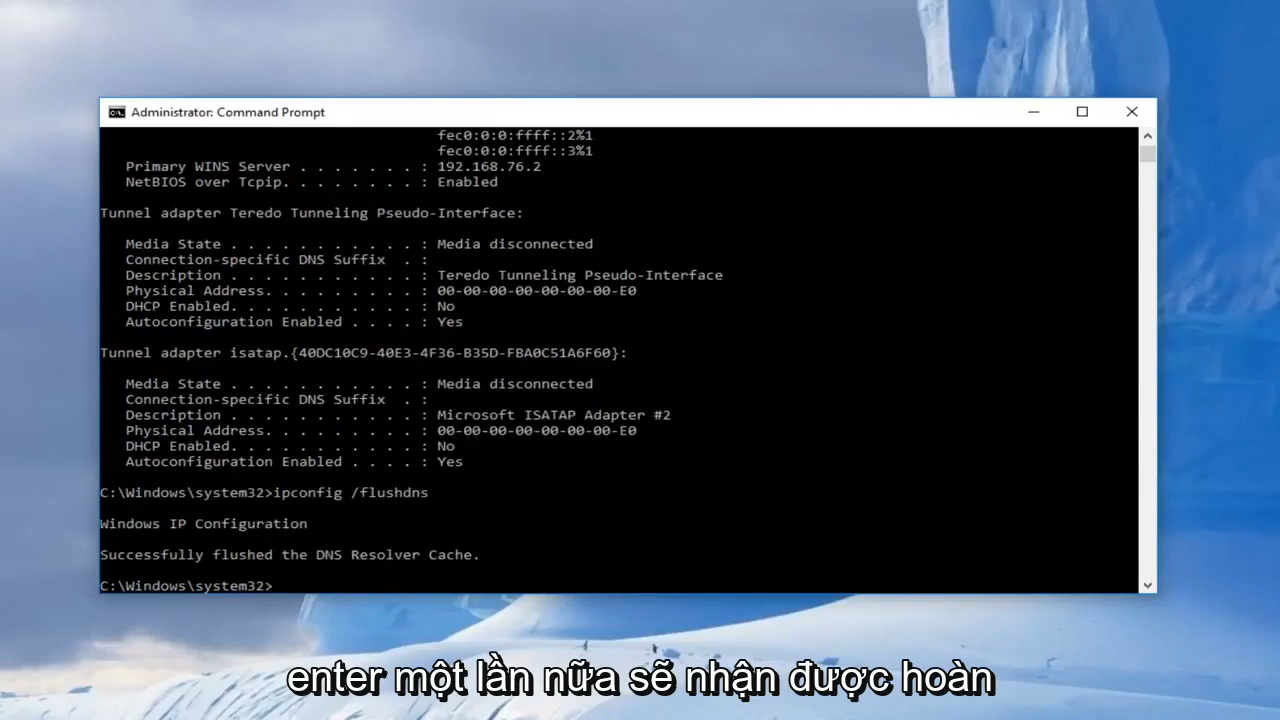 Administrator: Command Prompt
fec0:0:0:ffff::2%1
fec0:0:0:ffff::3%1
Primary WINS Server . . . . . . . : 192.168.76.2
NetBIOS over Tcpip. . . . . . . . : Enabled
Tunnel adapter Teredo Tunneling Pseudo-Interface:
Media State . . . . . . . . . . . : Media disconnected
Connection-specific DNS Suffix  . :
Description . . . . . . . . . . . : Teredo Tunneling Pseudo-Interface
Physical Address. . . . . . . . . : 00-00-00-00-00-00-00-E0
DHCP Enabled. . . . . . . . . . . : No
Autoconfiguration Enabled . . . . : Yes
Tunnel adapter isatap.{40DC10C9-40E3-4F36-B35D-FBA0C51A6F60}:
Media State . . . . . . . . . . . : Media disconnected
Connection-specific DNS Suffix  . :
Description . . . . . . . . . . . : Microsoft ISATAP Adapter #2
Physical Address. . . . . . . . . : 00-00-00-00-00-00-00-E0
DHCP Enabled. . . . . . . . . . . : No
Autoconfiguration Enabled . . . . : Yes
C:\Windows\system32>ipconfig /flushdns
Windows IP Configuration
Successfully flushed the DNS Resolver Cache.
C:\Windows\system32>
enter một lần nữa sẽ nhận được hoàn